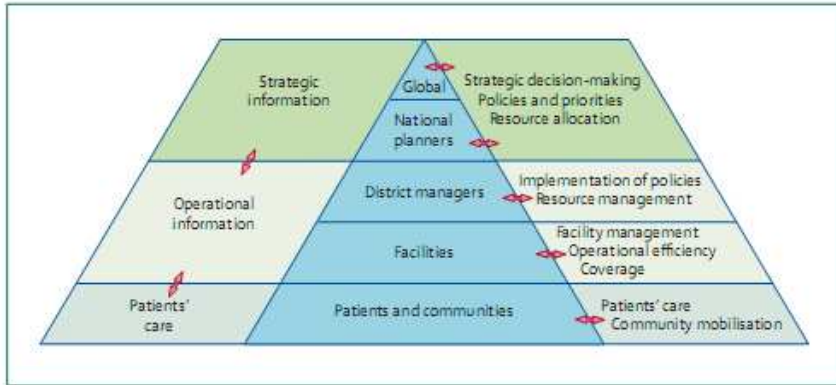 Strategic
information
Global
Strategic decision-making
Policies and priorities
Resource allocation
National
planners
Operational
information
District managers
Implementation of policies
Resource management
Facilities
Facility management
Operational efficiency
Coverage
Patients'
care
Patients and communities
Patients' care
Community mobilisation